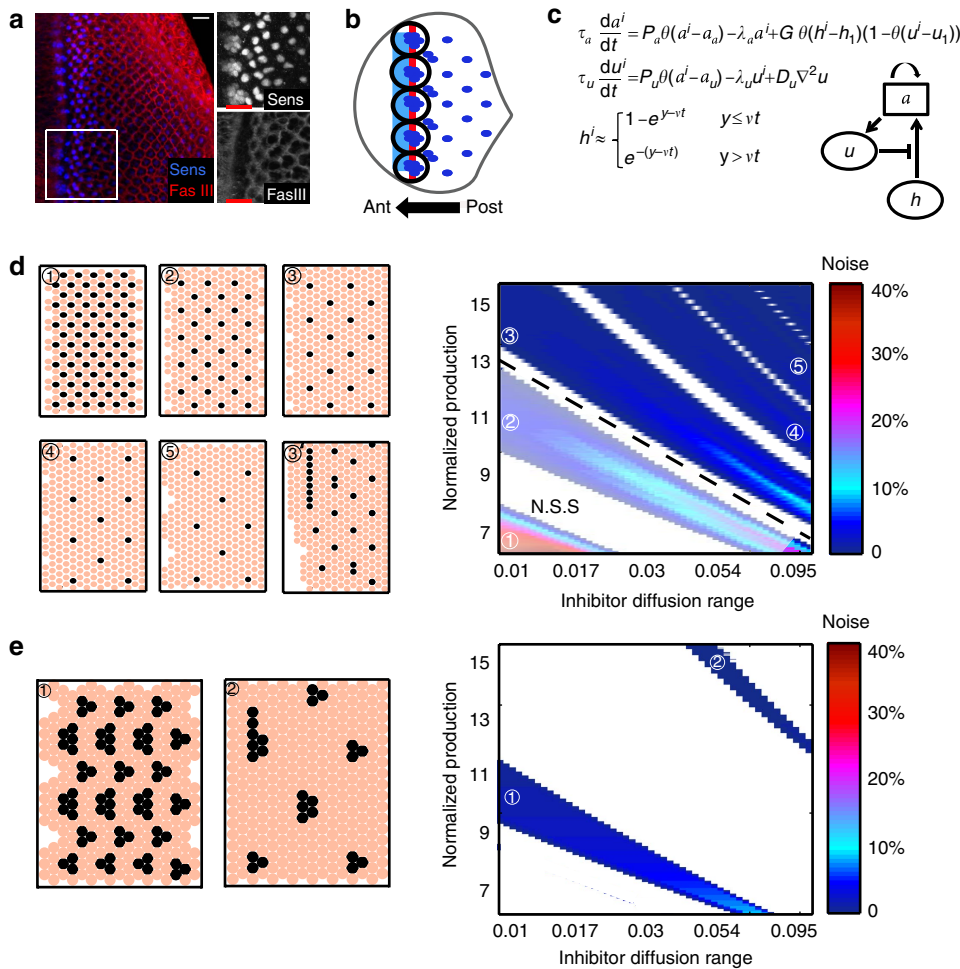 a
Sens
Fas III
Sens
FasIII
b
Ant
Post
c
τa dai/dt = Paθ(ai–aa)–λaai+G θ(hi–h1)(1–θ(ui–u1))
τu dui/dt = Puθ(ai–au)–λuui+Du∇2u
hi≈ { 1–ey–vt y≤ vt
e–(y–vt) y> vt
a
u
h
d
① ② ③
④ ⑤ ③
Noise
40%
30%
20%
10%
0
Normalized production
15
13
11
9
7
③
②
①
⑤
④
N.S.S
0.01 0.017 0.03 0.054 0.095
Inhibitor diffusion range
e
① ②
Noise
40%
30%
20%
10%
0
Normalized production
15
13
11
9
7
②
①
0.01 0.017 0.03 0.054 0.095
Inhibitor diffusion range